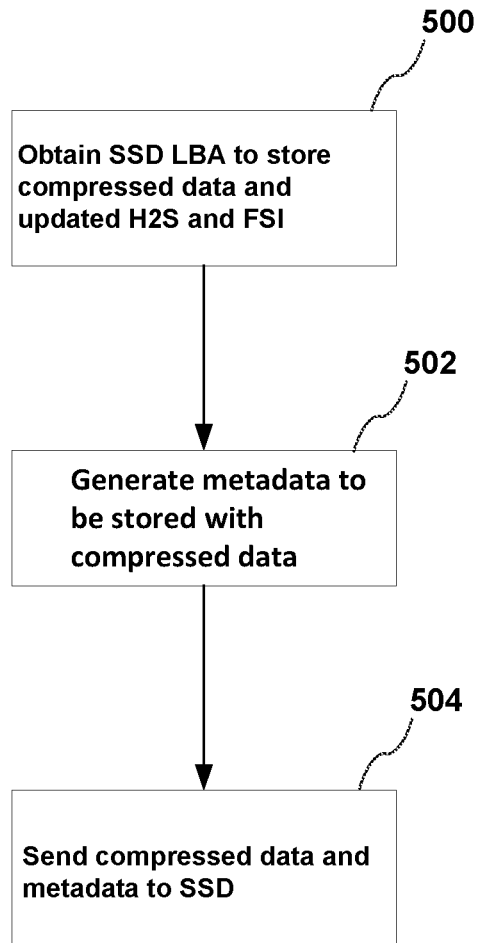 500
Obtain SSD LBA to store
compressed data and
updated H2S and FSI
502
Generate metadata to
be stored with
compressed data
504
Send compressed data and
metadata to SSD